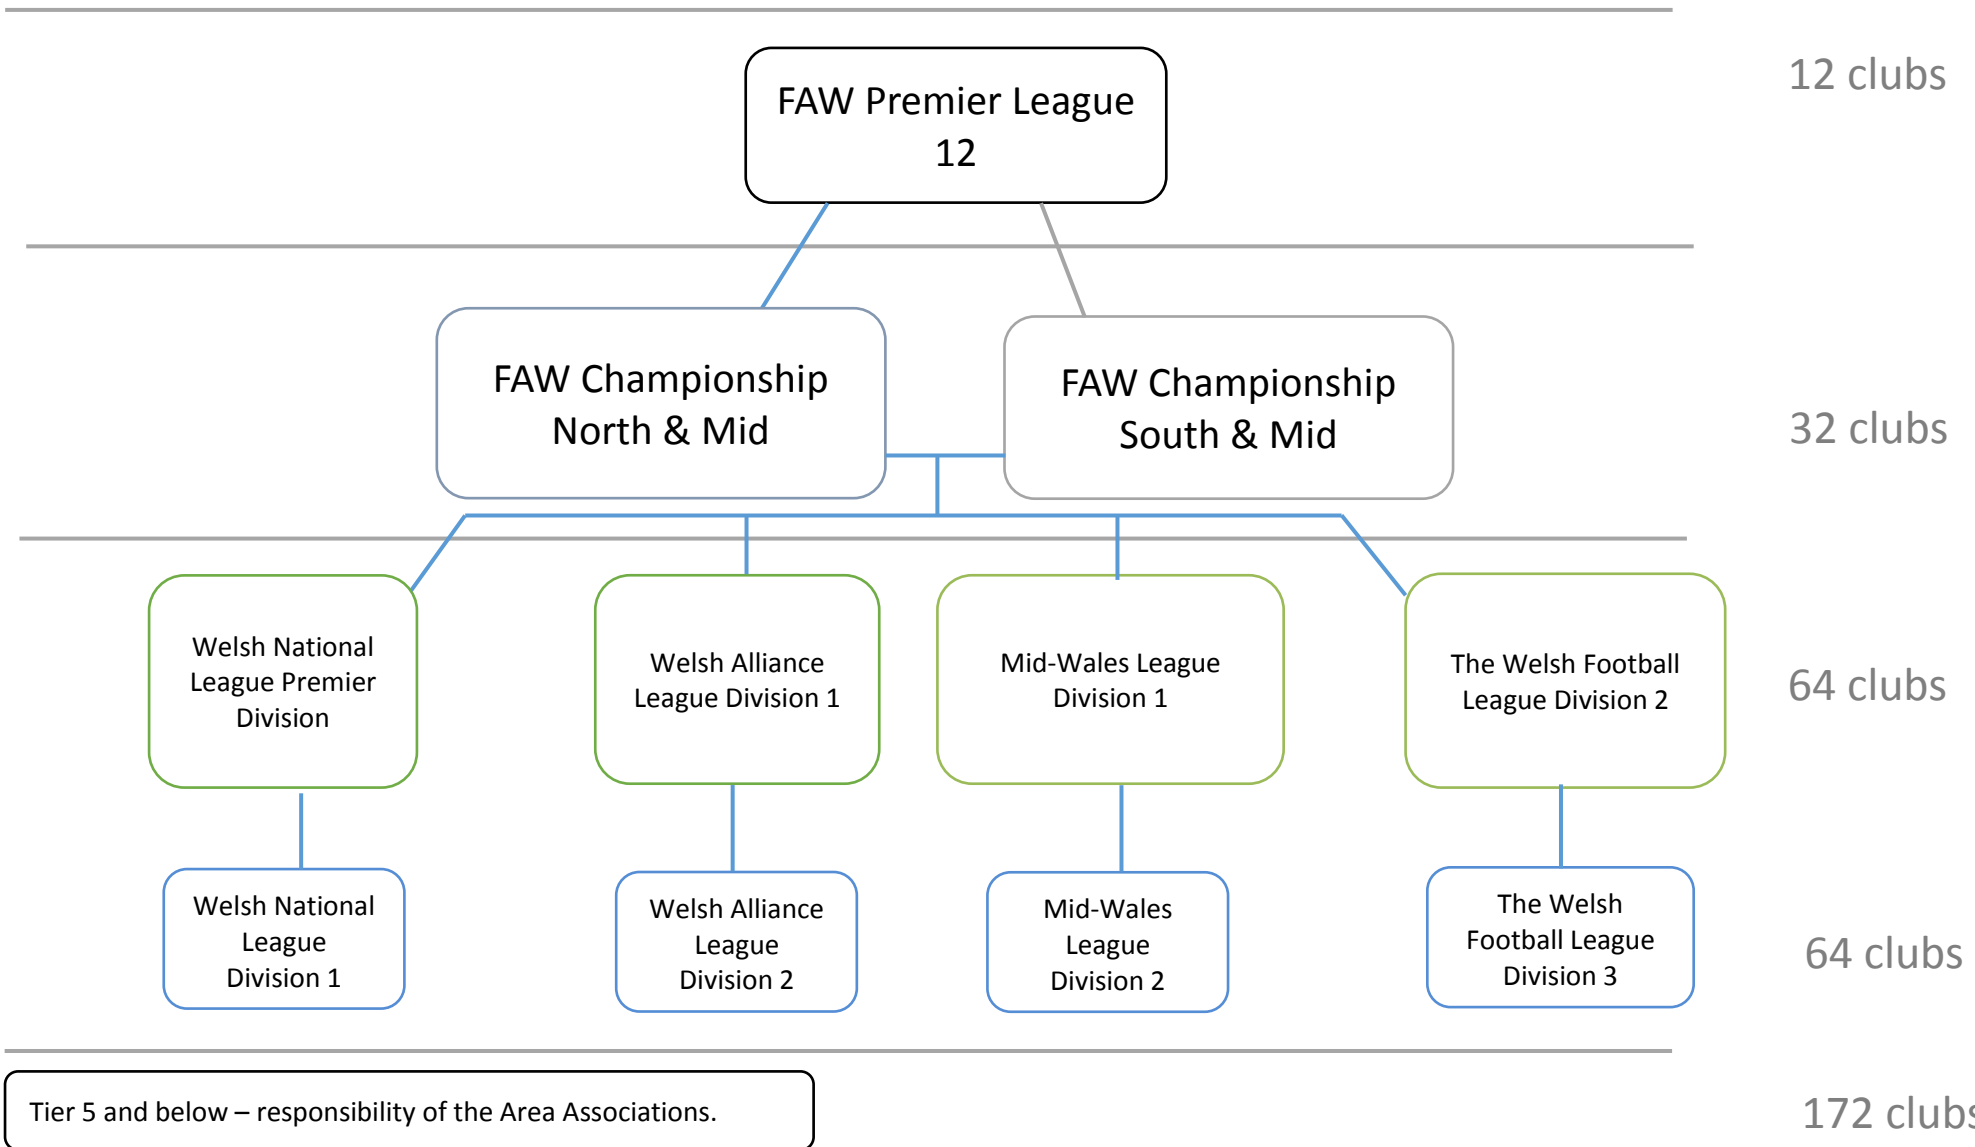 FAW Premier League
12
12 clubs
FAW Championship
North & Mid
FAW Championship
South & Mid
32 clubs
Welsh National
League Premier
Division
Welsh Alliance
League Division 1
Mid-Wales League
Division 1
The Welsh Football
League Division 2
64 clubs
Welsh National
League
Division 1
Welsh Alliance
League
Division 2
Mid-Wales
League
Division 2
The Welsh
Football League
Division 3
64 clubs
Tier 5 and below – responsibility of the Area Associations.
172 clubs